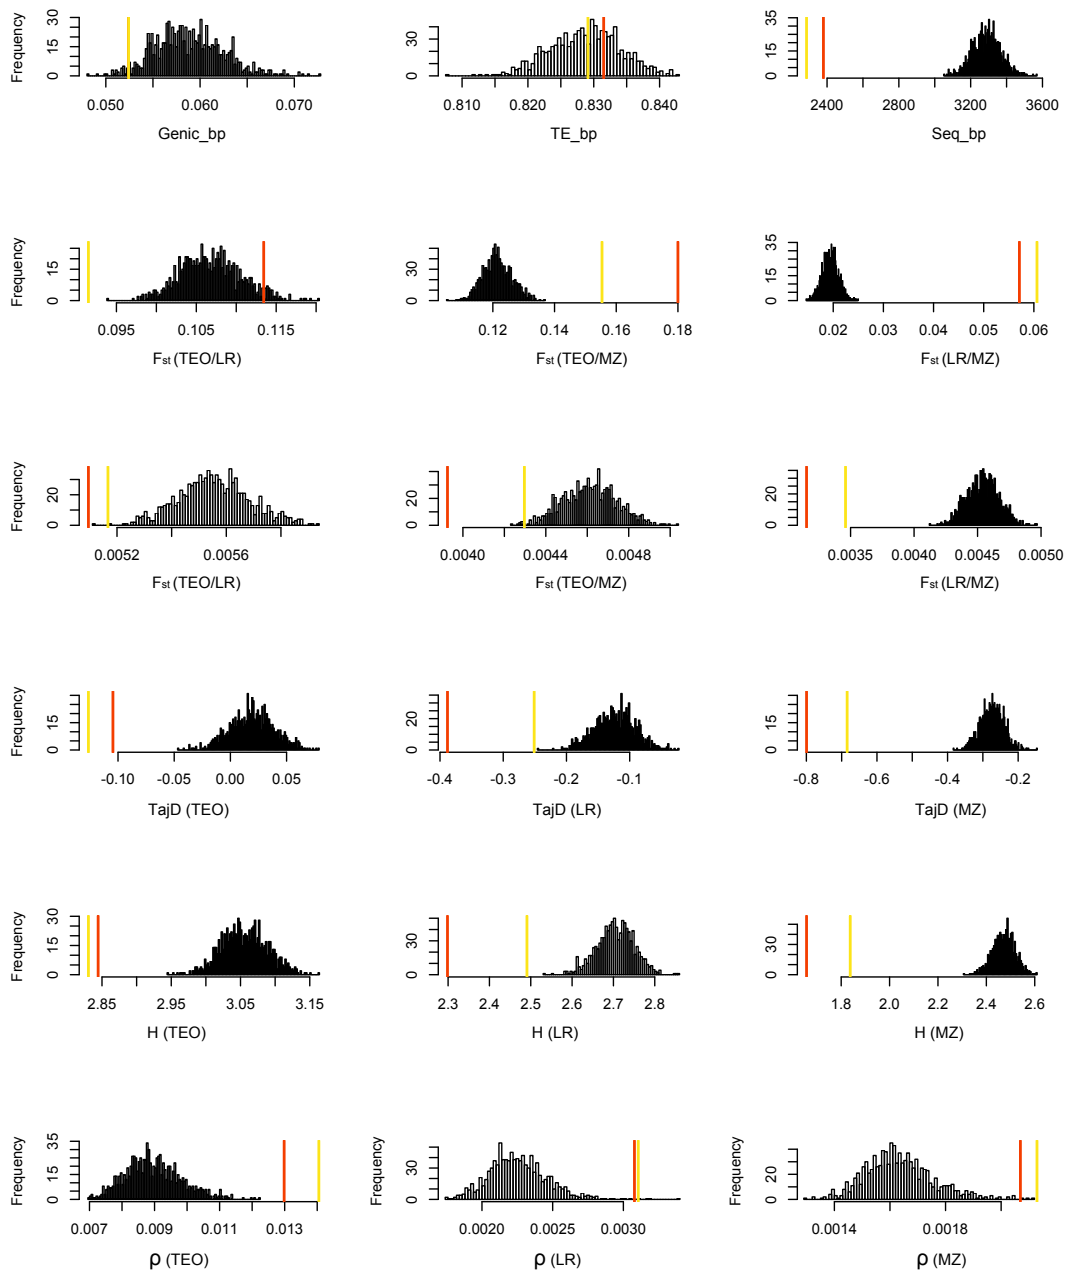 Frequency
0 15 30
0.050 0.060 0.070
Genic_bp
0 15 30
0.810 0.820 0.830 0.840
TE_bp
0 15 35
2400 2800 3200 3600
Seq_bp
Frequency
0 15
0.095 0.105 0.115
Fst (TEO/LR)
0 30
0.12 0.14 0.16 0.18
Fst (TEO/MZ)
0 15 35
0.02 0.03 0.04 0.05 0.06
Fst (LR/MZ)
Frequency
0 20
0.0052 0.0056
Fst (TEO/LR)
0 20
0.0040 0.0044 0.0048
Fst (TEO/MZ)
0 15 30
0.0035 0.0040 0.0045 0.0050
Fst (LR/MZ)
Frequency
0 15
-0.10 -0.05 0.00 0.05
TajD (TEO)
0 20
-0.4 -0.3 -0.2 -0.1
TajD (LR)
0 15 30
-0.8 -0.6 -0.4 -0.2
TajD (MZ)
Frequency
0 15 30
2.85 2.95 3.05 3.15
H (TEO)
0 30
2.3 2.4 2.5 2.6 2.7 2.8
H (LR)
0 30
1.8 2.0 2.2 2.4 2.6
H (MZ)
Frequency
0 15 35
0.007 0.009 0.011 0.013
ρ (TEO)
Frequency
0 30
0.0020 0.0025 0.0030
ρ (LR)
Frequency
0 20
0.0014 0.0018
ρ (MZ)